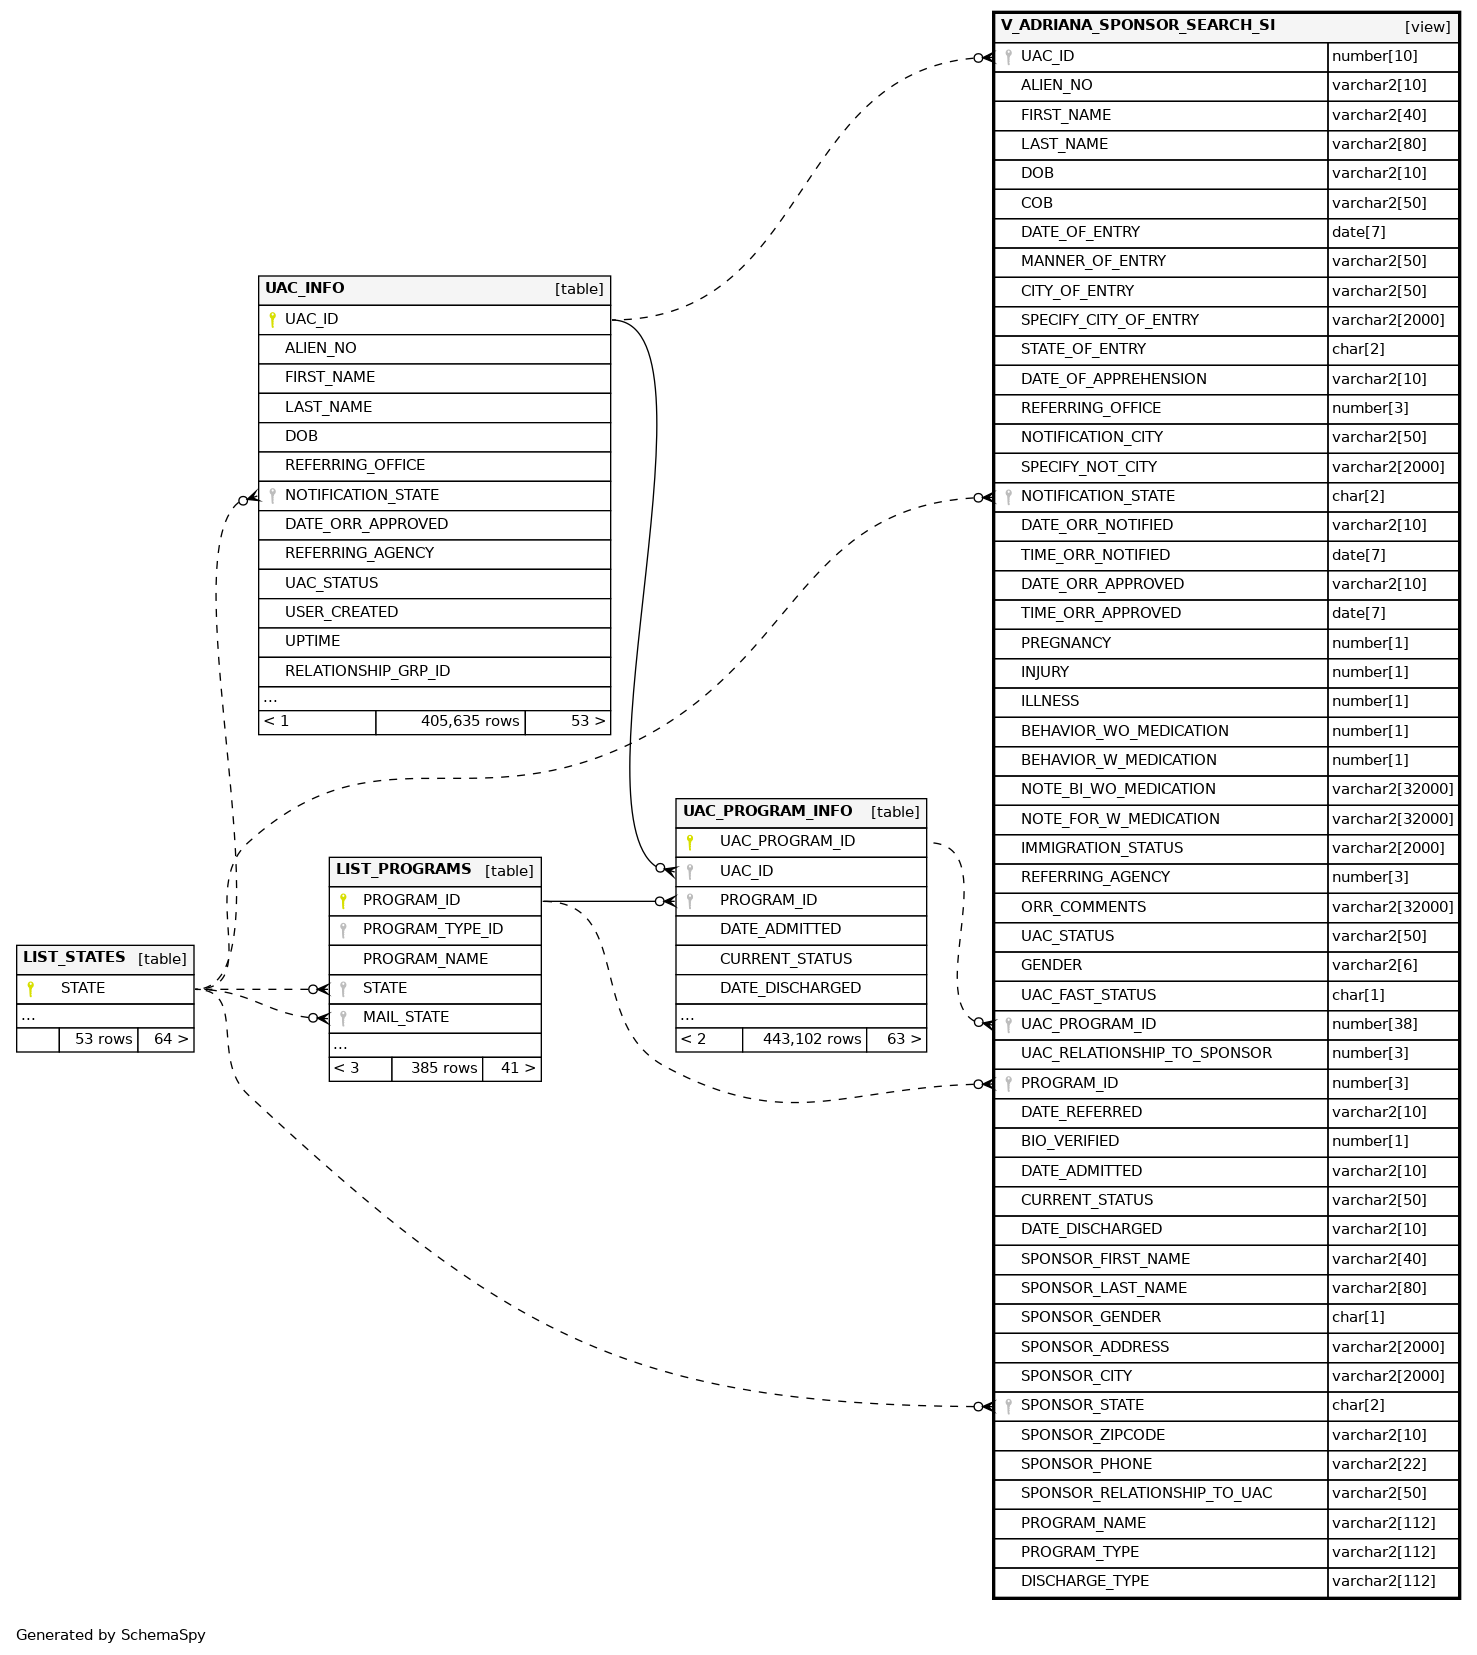 V_ADRIANA_SPONSOR_SEARCH_SI [view]
UAC_ID number[10]
ALIEN_NO varchar2[10]
FIRST_NAME varchar2[40]
LAST_NAME varchar2[80]
DOB varchar2[10]
COB varchar2[50]
DATE_OF_ENTRY date[7]
MANNER_OF_ENTRY varchar2[50]
CITY_OF_ENTRY varchar2[50]
SPECIFY_CITY_OF_ENTRY varchar2[2000]
STATE_OF_ENTRY char[2]
DATE_OF_APPREHENSION varchar2[10]
REFERRING_OFFICE number[3]
NOTIFICATION_CITY varchar2[50]
SPECIFY_NOT_CITY varchar2[2000]
NOTIFICATION_STATE char[2]
DATE_ORR_NOTIFIED varchar2[10]
TIME_ORR_NOTIFIED date[7]
DATE_ORR_APPROVED varchar2[10]
TIME_ORR_APPROVED date[7]
PREGNANCY number[1]
INJURY number[1]
ILLNESS number[1]
BEHAVIOR_WO_MEDICATION number[1]
BEHAVIOR_W_MEDICATION number[1]
NOTE_BI_WO_MEDICATION varchar2[32000]
NOTE_FOR_W_MEDICATION varchar2[32000]
IMMIGRATION_STATUS varchar2[2000]
REFERRING_AGENCY number[3]
ORR_COMMENTS varchar2[32000]
UAC_STATUS varchar2[50]
GENDER varchar2[6]
UAC_FAST_STATUS char[1]
UAC_PROGRAM_ID number[38]
UAC_RELATIONSHIP_TO_SPONSOR number[3]
PROGRAM_ID number[3]
DATE_REFERRED varchar2[10]
BIO_VERIFIED number[1]
DATE_ADMITTED varchar2[10]
CURRENT_STATUS varchar2[50]
DATE_DISCHARGED varchar2[10]
SPONSOR_FIRST_NAME varchar2[40]
SPONSOR_LAST_NAME varchar2[80]
SPONSOR_GENDER char[1]
SPONSOR_ADDRESS varchar2[2000]
SPONSOR_CITY varchar2[2000]
SPONSOR_STATE char[2]
SPONSOR_ZIPCODE varchar2[10]
SPONSOR_PHONE varchar2[22]
SPONSOR_RELATIONSHIP_TO_UAC varchar2[50]
PROGRAM_NAME varchar2[112]
PROGRAM_TYPE varchar2[112]
DISCHARGE_TYPE varchar2[112]
UAC_INFO [table]
UAC_ID
ALIEN_NO
FIRST_NAME
LAST_NAME
DOB
REFERRING_OFFICE
NOTIFICATION_STATE
DATE_ORR_APPROVED
REFERRING_AGENCY
UAC_STATUS
USER_CREATED
UPTIME
RELATIONSHIP_GRP_ID
...
< 1 405,635 rows 53 >
UAC_PROGRAM_INFO [table]
UAC_PROGRAM_ID
UAC_ID
PROGRAM_ID
DATE_ADMITTED
CURRENT_STATUS
DATE_DISCHARGED
...
< 2 443,102 rows 63 >
LIST_PROGRAMS [table]
PROGRAM_ID
PROGRAM_TYPE_ID
PROGRAM_NAME
STATE
MAIL_STATE
...
< 3 385 rows 41 >
LIST_STATES [table]
STATE
...
53 rows 64 >
Generated by SchemaSpy